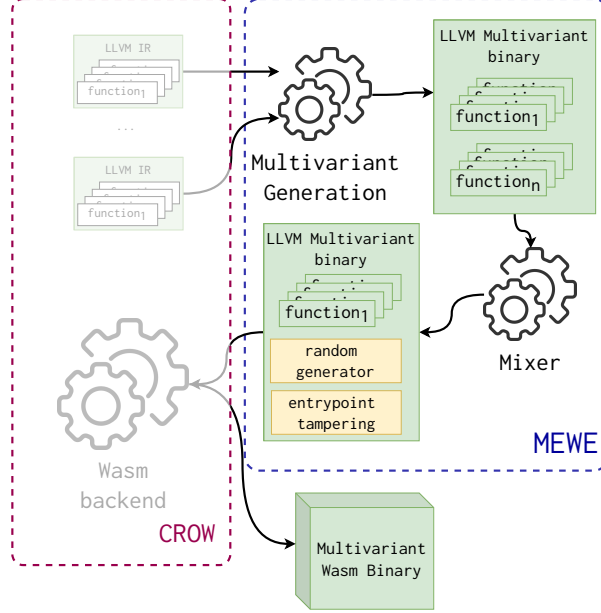 LLVM IR
function1
...
LLVM IR
function1
Multivariant
Generation
LLVM Multivariant
binary
function1
functionn
Mixer
LLVM Multivariant
binary
function1
random
generator
entrypoint
tampering
MEWE
Wasm
backend
CROW
Multivariant
Wasm Binary